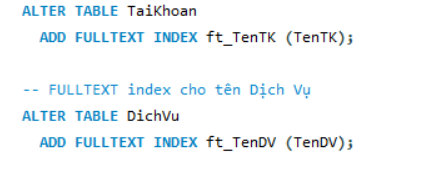 ALTER TABLE TaiKhoan
ADD FULLTEXT INDEX ft_TenTK (TenTK);
-- FULLTEXT index cho tên Dịch Vụ
ALTER TABLE DichVu
ADD FULLTEXT INDEX ft_TenDV (TenDV);